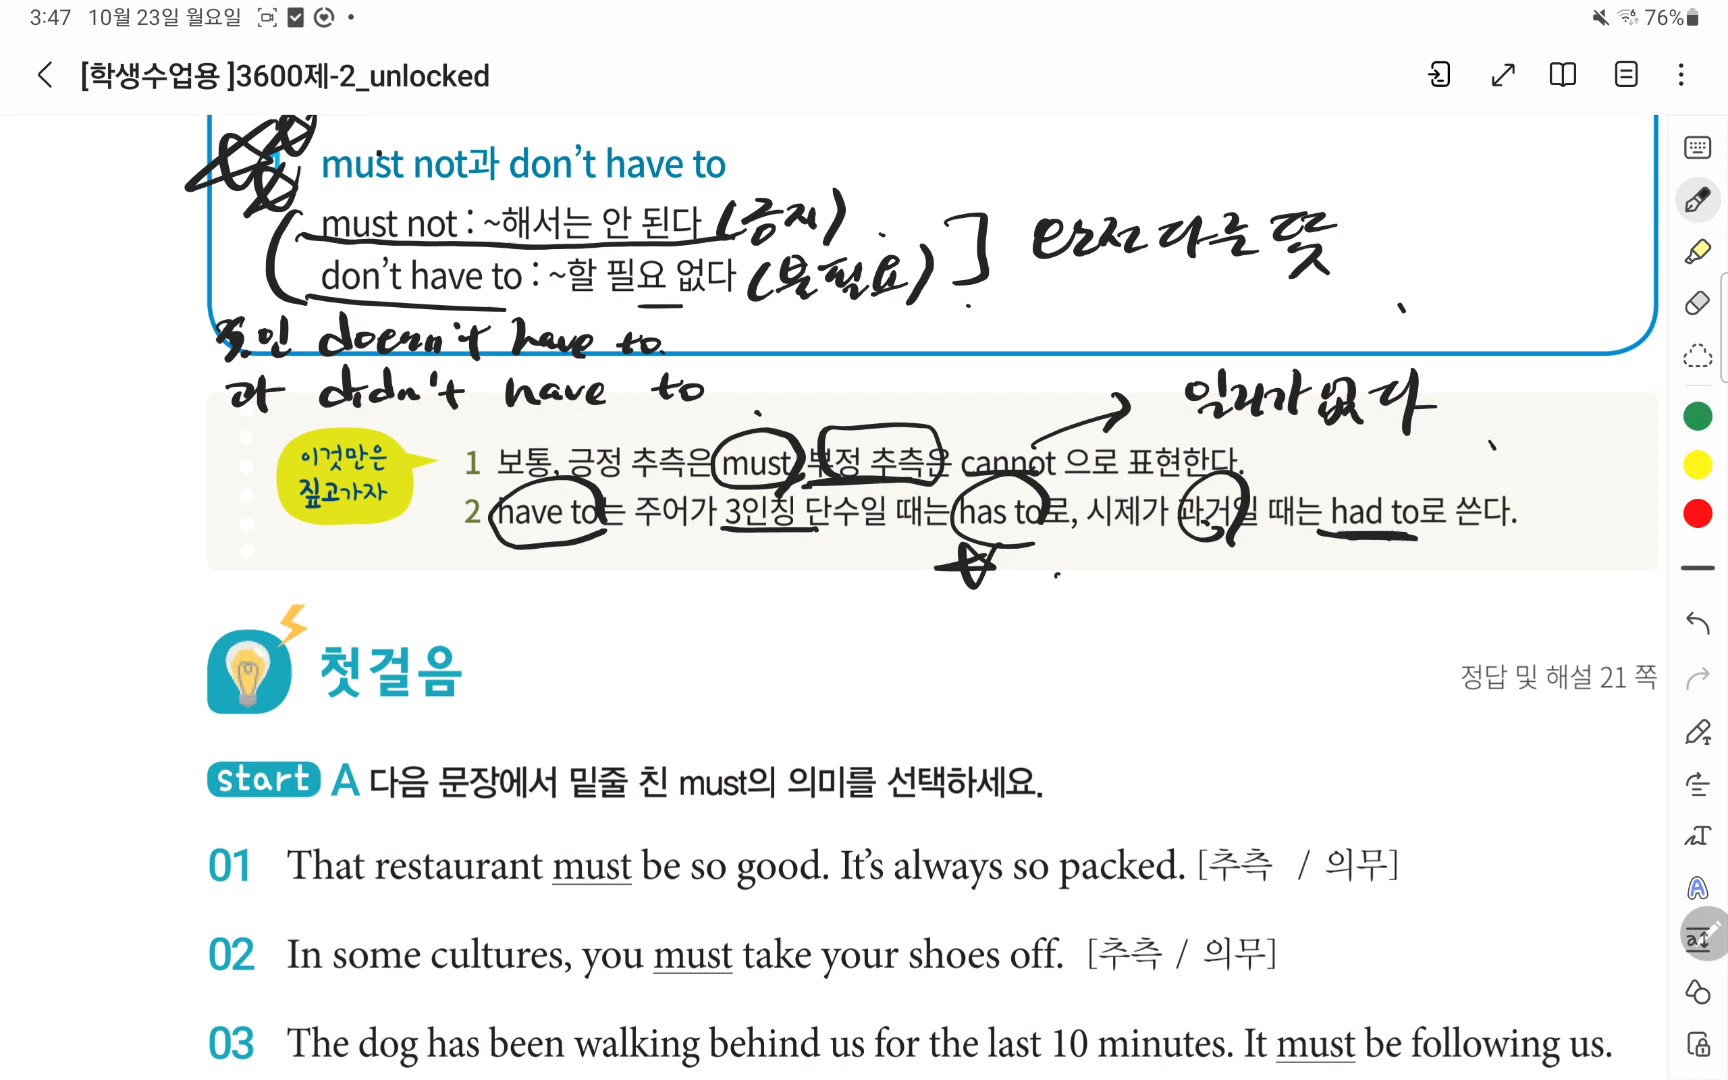 3:47 10월 23일 월요일 76%
[학생수업용 ]3600제-2_unlocked
must not과 don't have to
must not : ~해서는 안 된다 (금지)
don't have to : ~할 필요 없다 (불필요) ] 완전 다른 뜻
3.인 doesn't have to
과 didn't have to
일리가 없다
이것만은
짚고가자
1 보통, 긍정 추측은 must, 부정 추측은 cannot 으로 표현한다.
2 have to는 주어가 3인칭 단수일 때는 has to로, 시제가 과거일 때는 had to로 쓴다.
첫걸음
정답 및 해설 21 쪽
start A 다음 문장에서 밑줄 친 must의 의미를 선택하세요.
01 That restaurant must be so good. It's always so packed. [추측 / 의무]
02 In some cultures, you must take your shoes off. [추측 / 의무]
03 The dog has been walking behind us for the last 10 minutes. It must be following us.